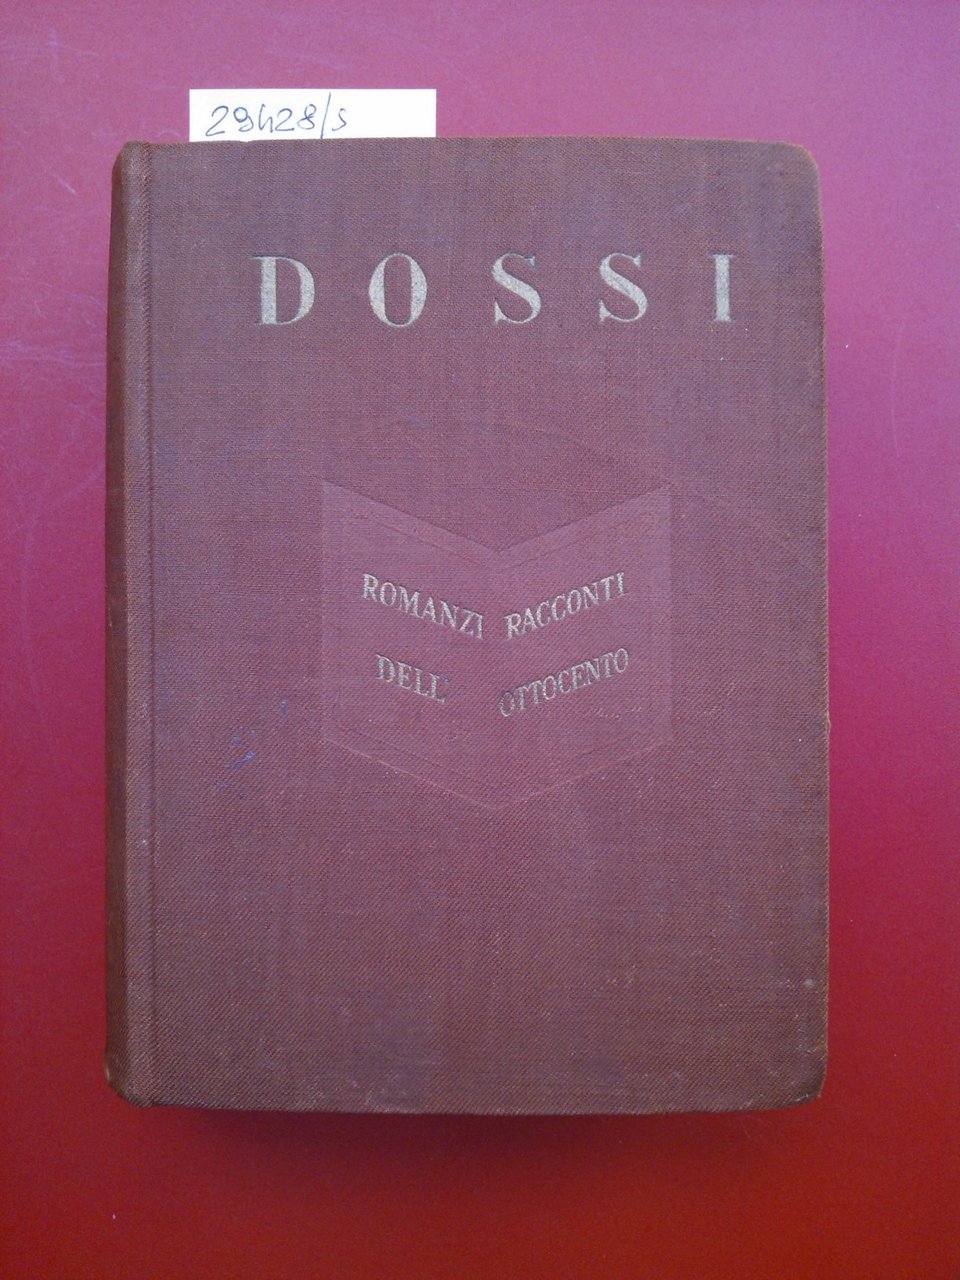 29428/s
DOSSI
ROMANZI RACCONTI
DELL' OTTOCENTO